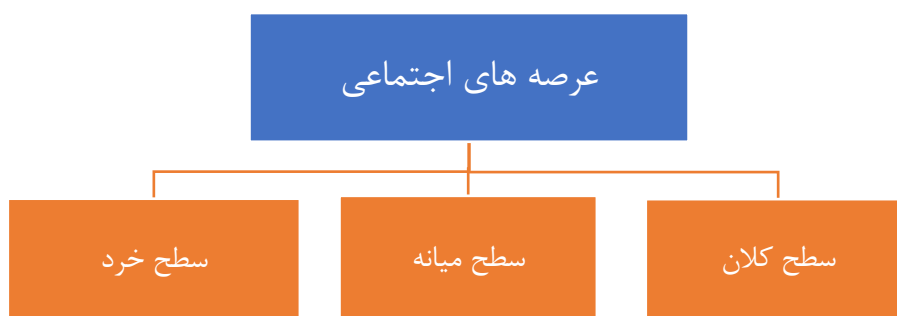 عرصه های اجتماعی
سطح کلان
سطح میانه
سطح خرد